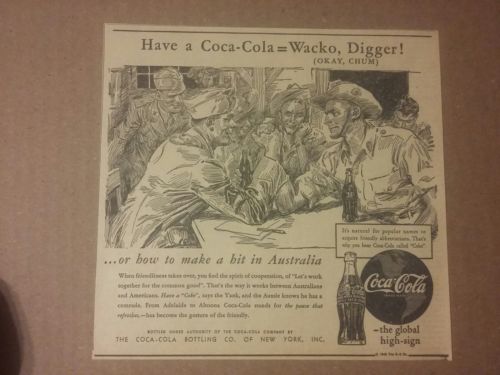 Have a Coca-Cola = Wacko, Digger!
(OKAY, CHUM)
It's natural for popular names to
acquire friendly abbreviations. That's
why you hear Coca-Cola called "Coke".
...or how to make a hit in Australia
When friendliness takes over, you find the spirit of cooperation, of "Let's work
together for the common good". That's the way it works between Australians
and Americans. Have a "Coke", says the Yank, and the Aussie knows he has a
comrade. From Adelaide to Altoona Coca-Cola stands for the pause that
refreshes,—has become the gesture of the friendly.
BOTTLED UNDER AUTHORITY OF THE COCA-COLA COMPANY BY
THE COCA-COLA BOTTLING CO. OF NEW YORK, INC.
Coca-Cola
—the global
high-sign